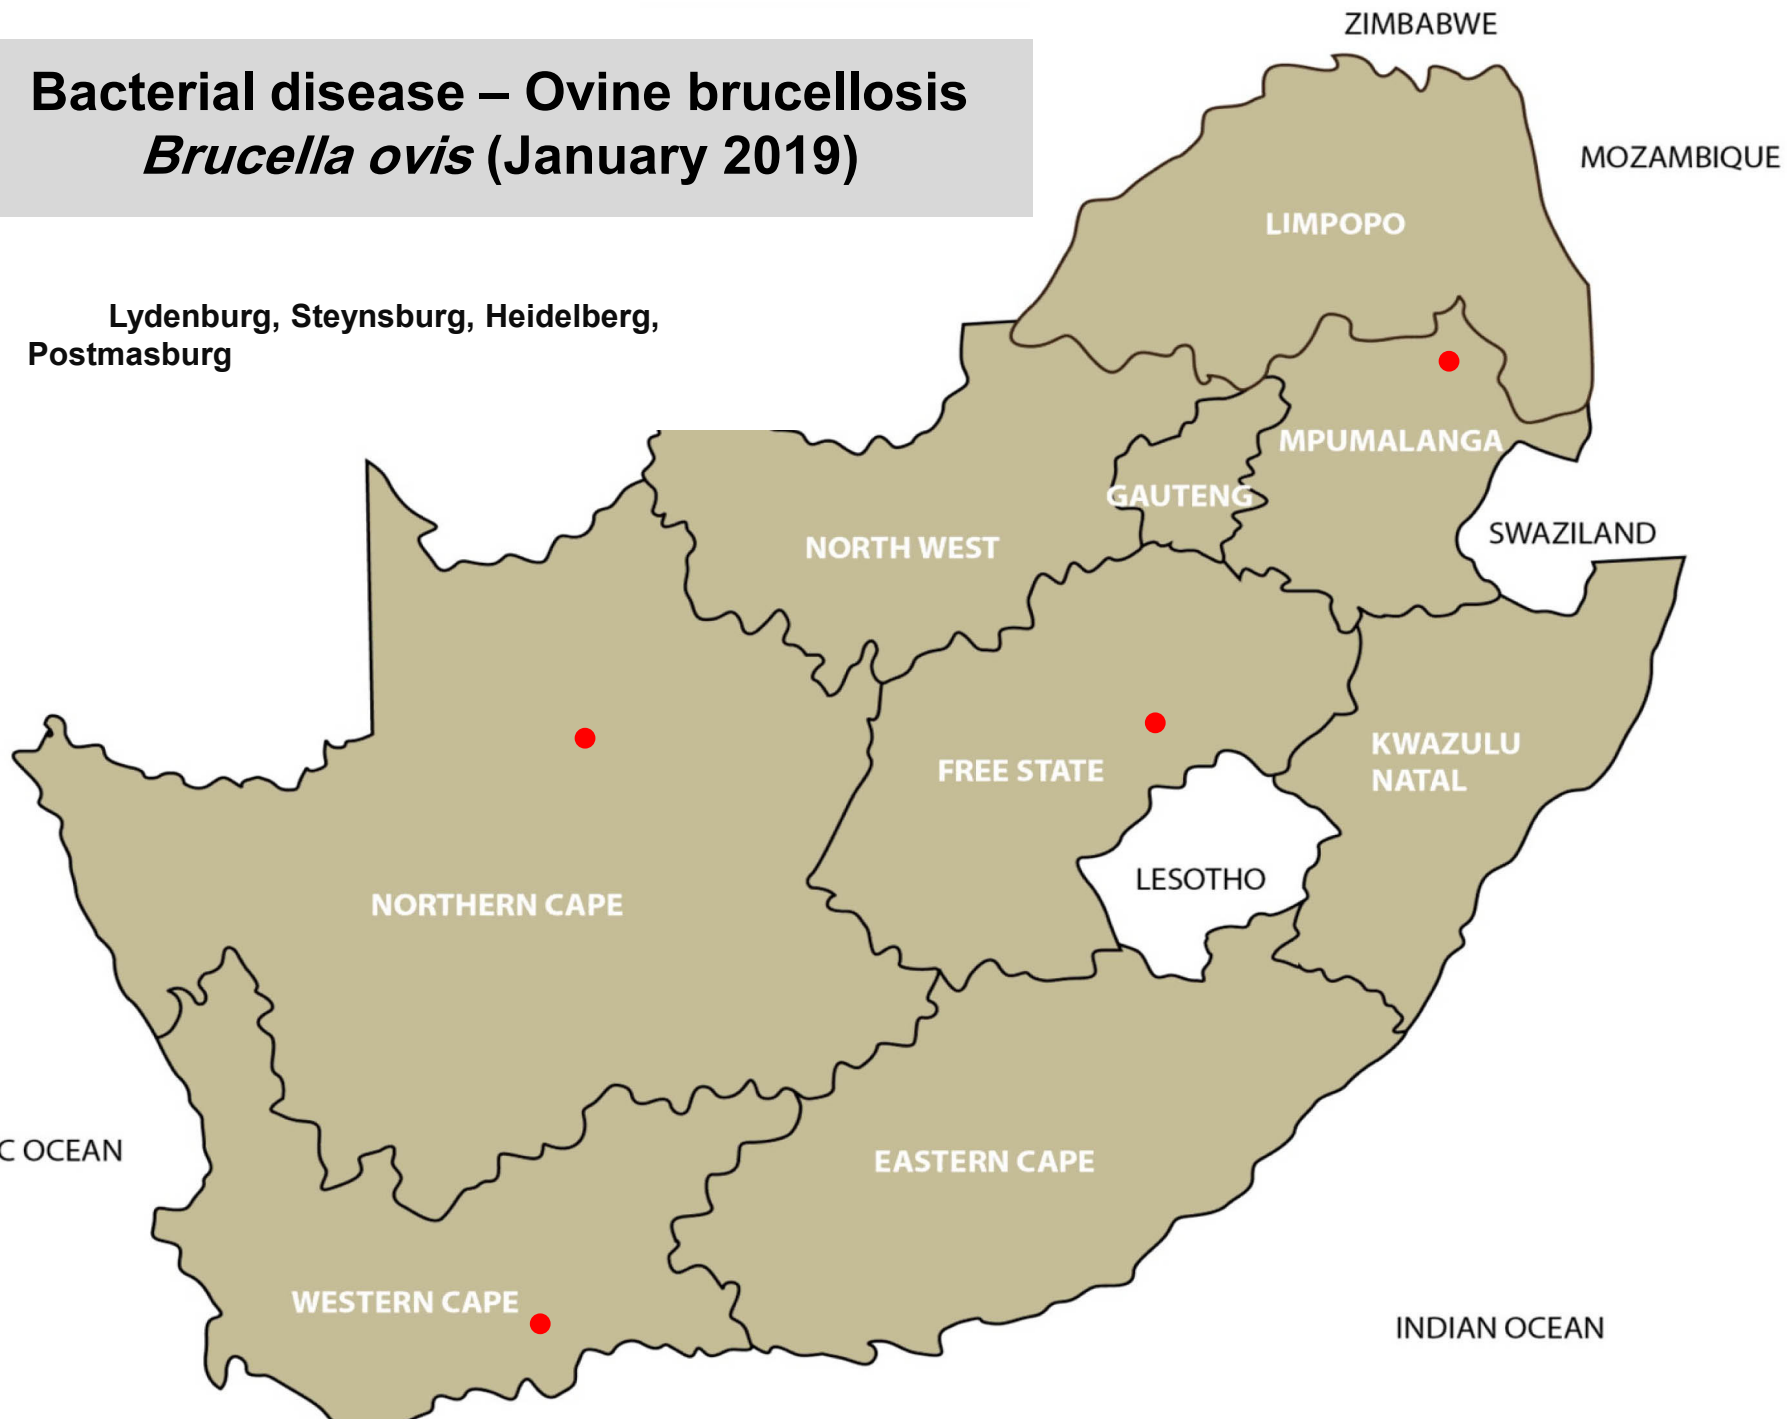 ZIMBABWE
Bacterial disease – Ovine brucellosis
Brucella ovis (January 2019)
MOZAMBIQUE
LIMPOPO
Lydenburg, Steynsburg, Heidelberg,
Postmasburg
MPUMALANGA
GAUTENG
SWAZILAND
NORTH WEST
KWAZULU
NATAL
FREE STATE
LESOTHO
NORTHERN CAPE
C OCEAN
EASTERN CAPE
WESTERN CAPE
INDIAN OCEAN